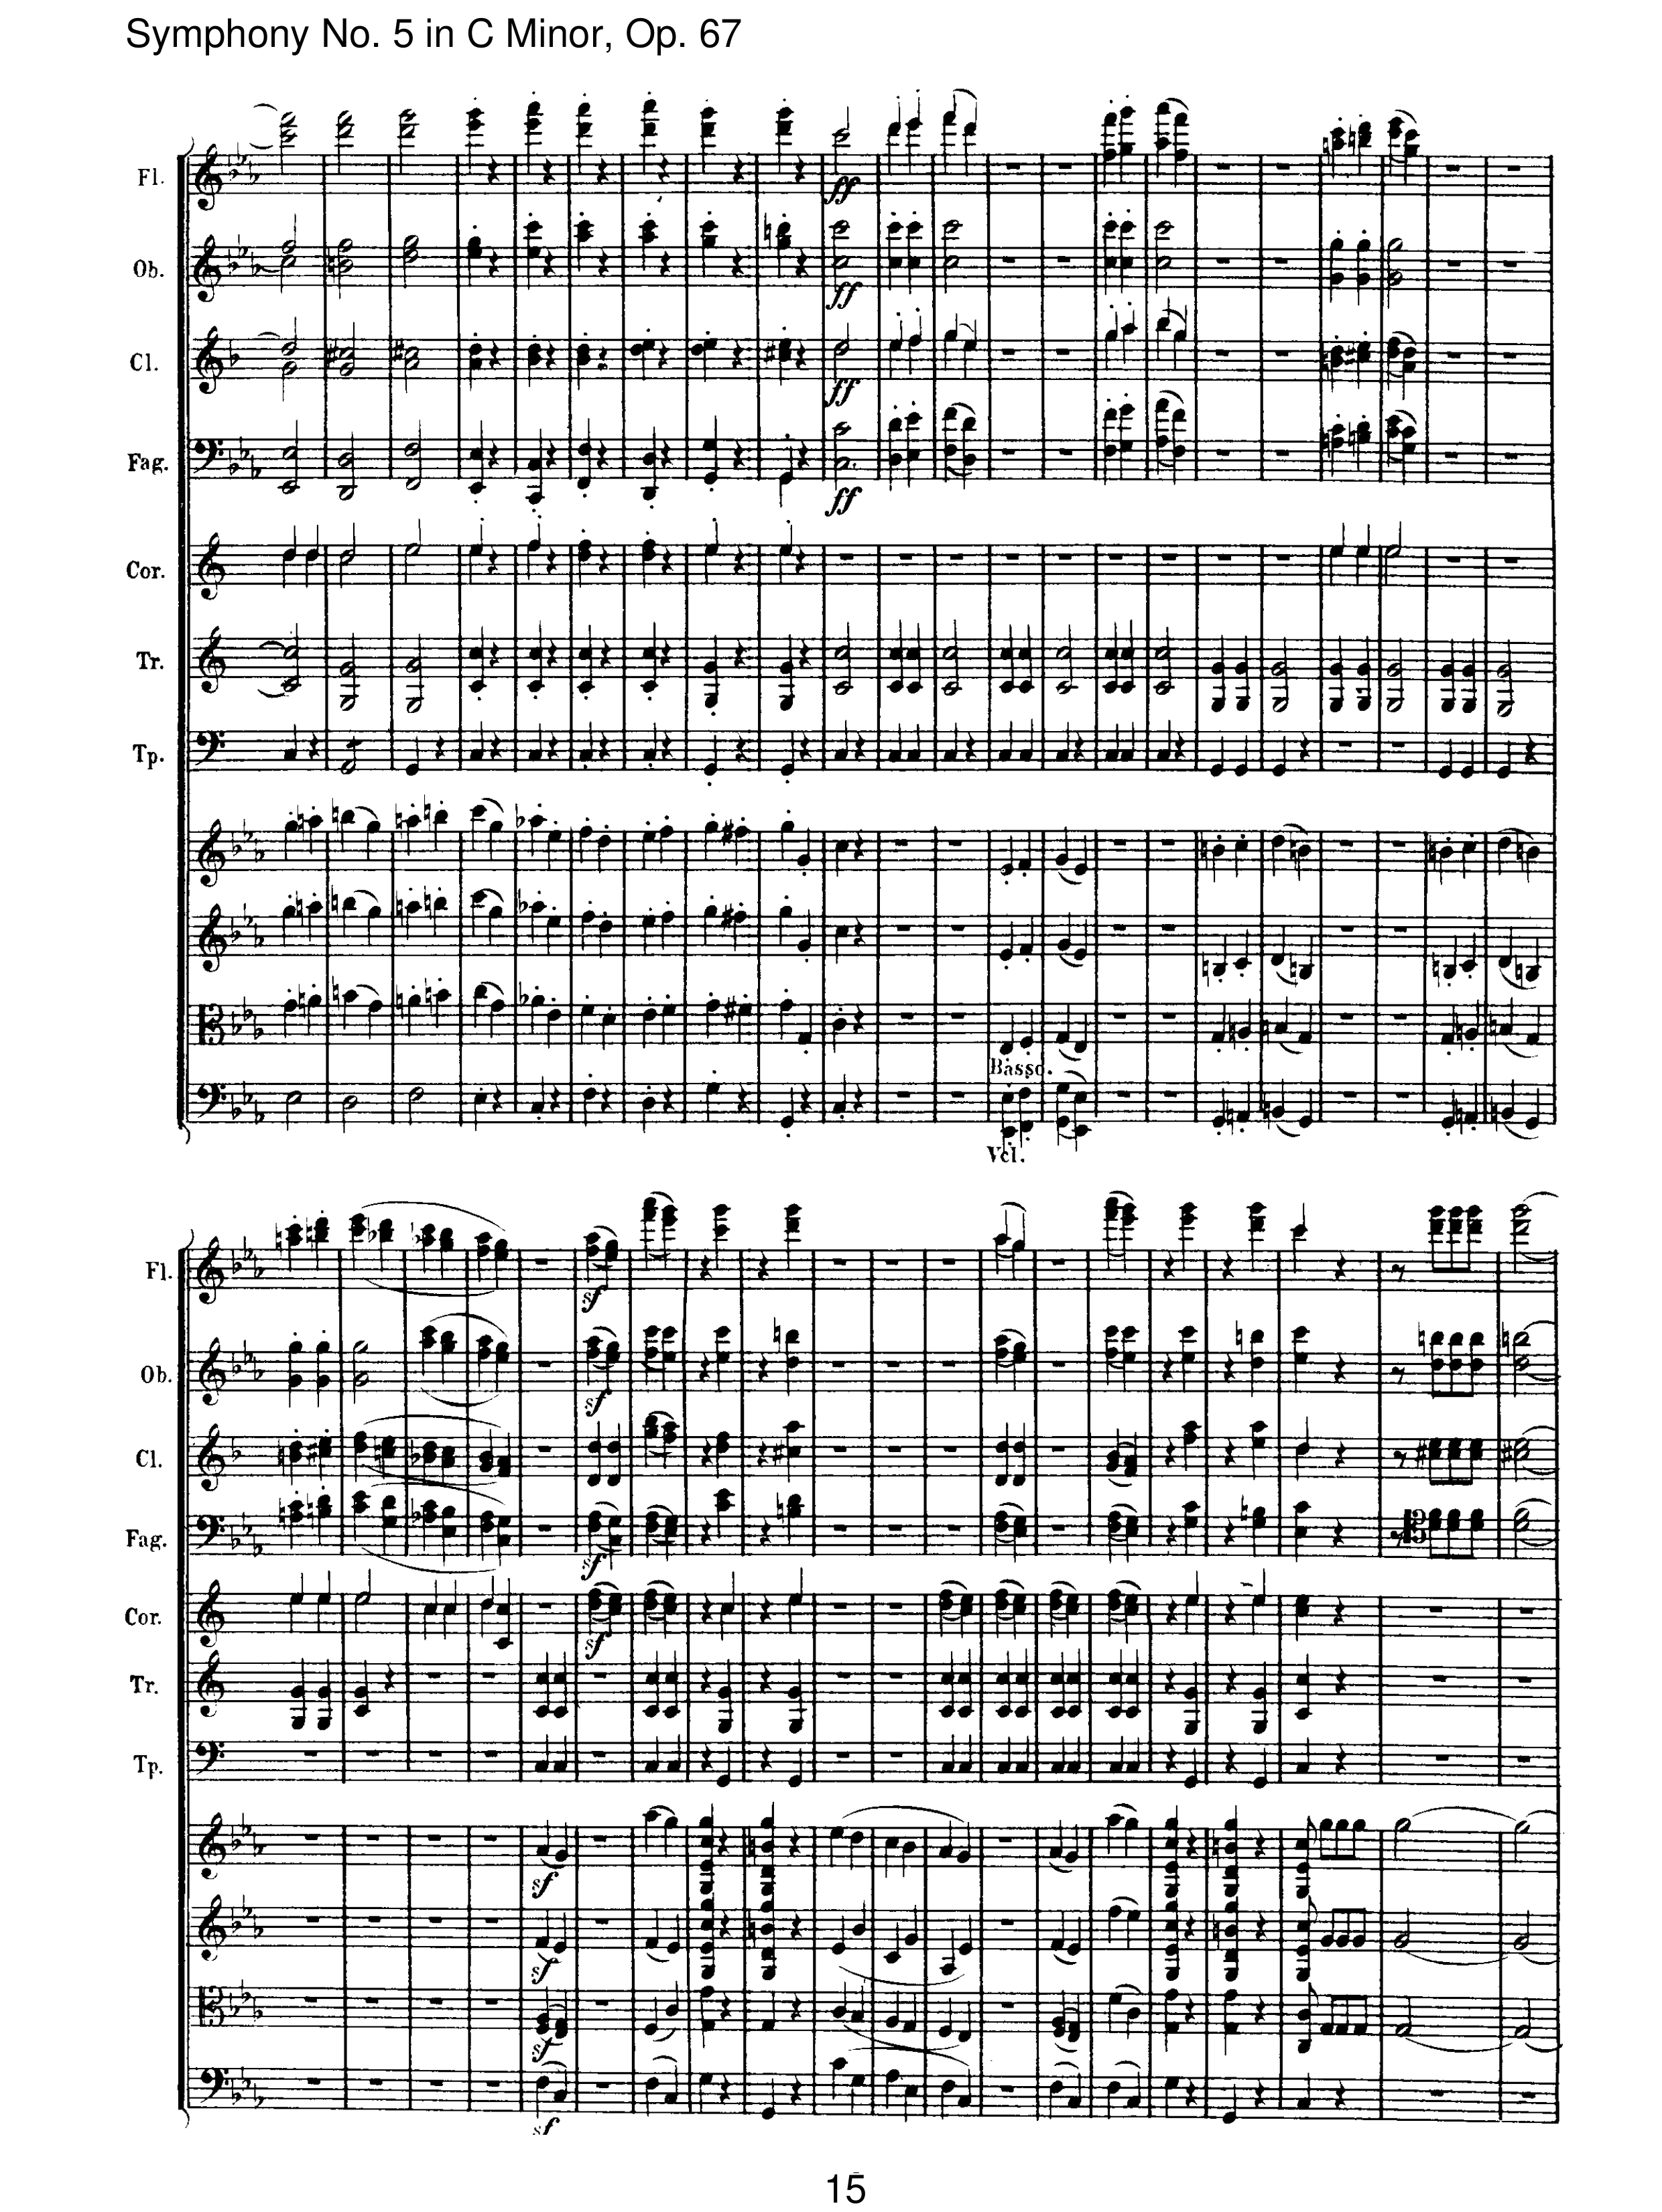 Symphony No. 5 in C Minor, Op. 67
Fl.
ff
Ob.
ff
Cl.
ff
Fag.
ff
Cor.
Tr.
Tp.
Basso.
Vcl.
Fl.
sf
Ob.
sf
Cl.
Fag.
sf
Cor.
sf
Tr.
Tp.
sf
sf
sf
sf
15